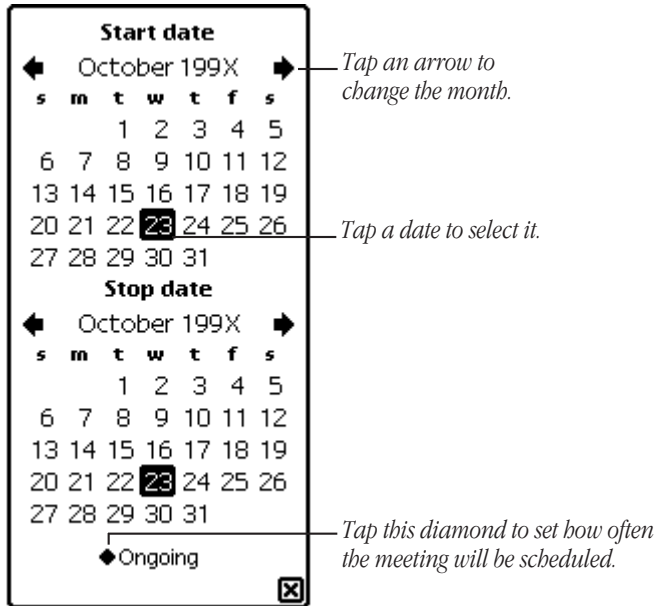 Start date
October 199X
Tap an arrow to
change the month.
s m t w t f s
1 2 3 4 5
6 7 8 9 10 11 12
13 14 15 16 17 18 19
20 21 22 23 24 25 26
Tap a date to select it.
27 28 29 30 31
Stop date
October 199X
s m t w t f s
1 2 3 4 5
6 7 8 9 10 11 12
13 14 15 16 17 18 19
20 21 22 23 24 25 26
27 28 29 30 31
Ongoing
Tap this diamond to set how often
the meeting will be scheduled.